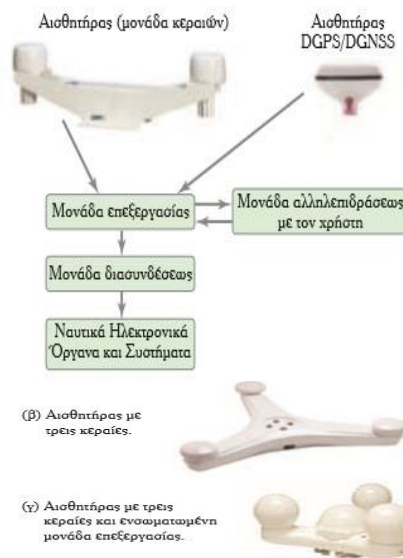 Αισθητήρας (μονάδα κεραιών)
Αισθητήρας
DGPS/DGNSS
Μονάδα επεξεργασίας
Μονάδα αλληλεπιδράσεως
με τον χρήστη
Μονάδα διασυνδέσεως
Ναυτικά Ηλεκτρονικά
Όργανα και Συστήματα
(β) Αισθητήρας με
τρεις κεραίες.
(γ) Αισθητήρας με τρεις
κεραίες και ενσωματωμένη
μονάδα επεξεργασίας.